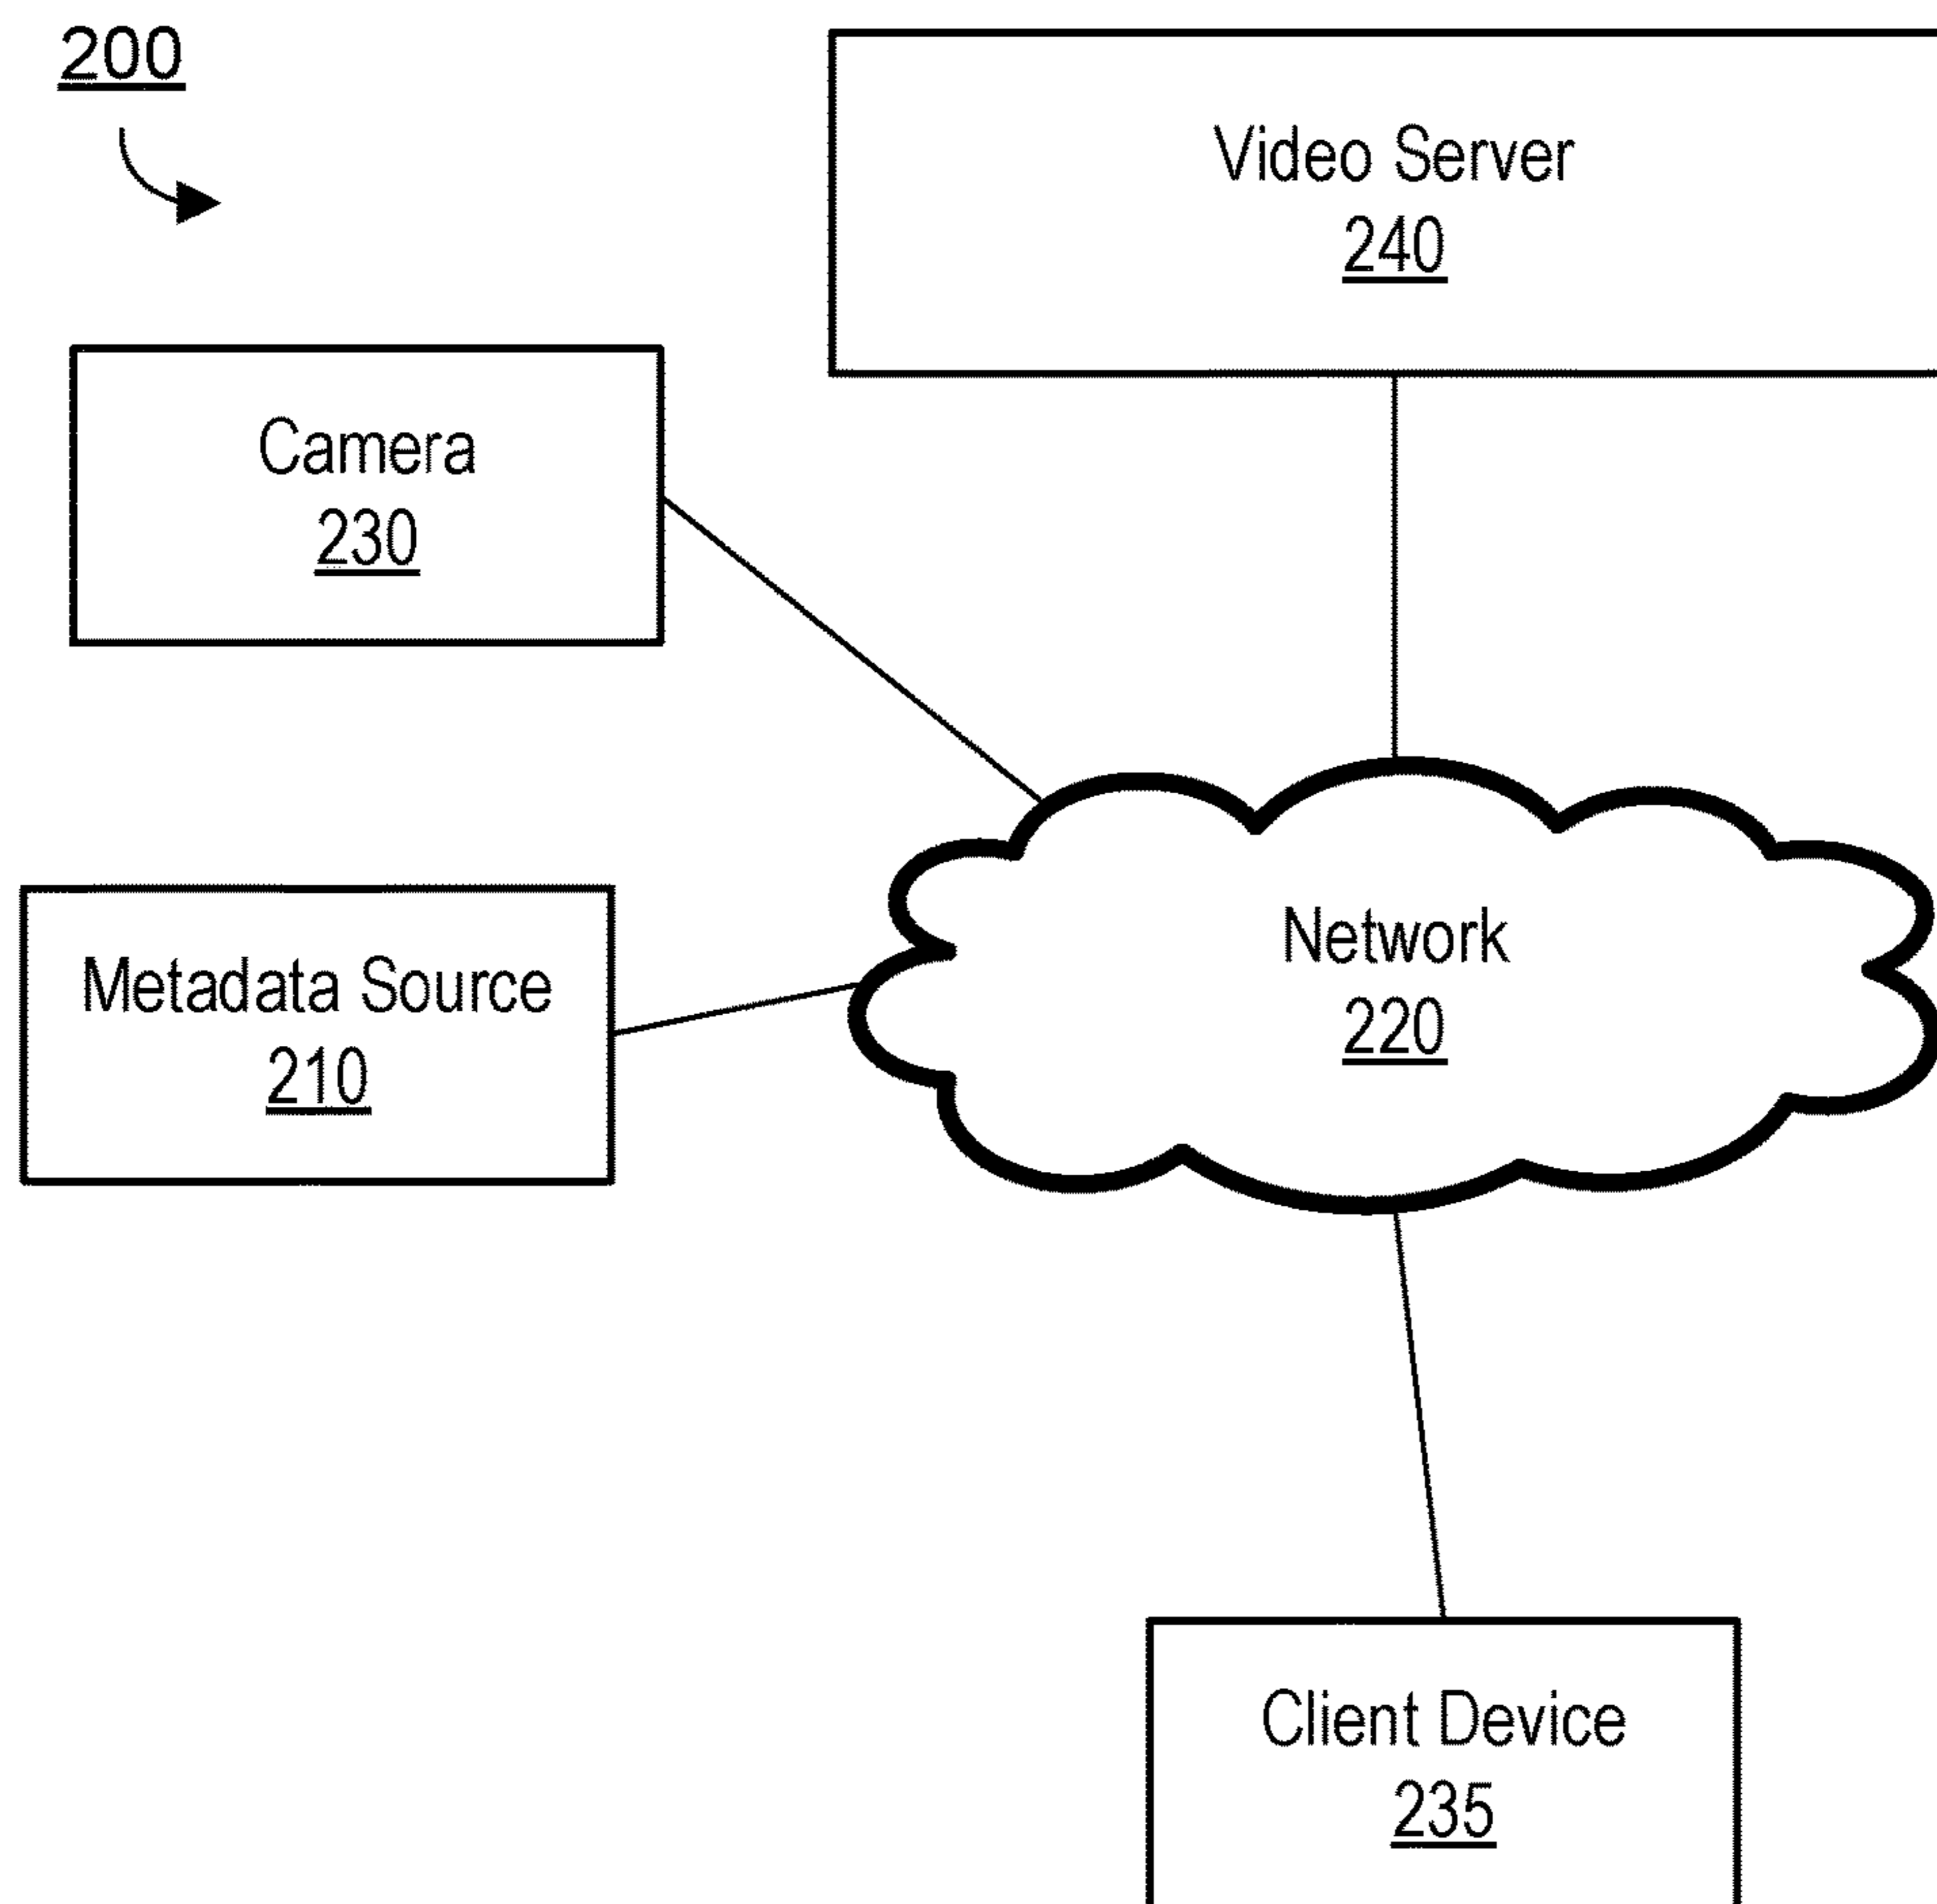 200
Video Server
240
Camera
230
Network
220
Metadata Source
210
Client Device
235